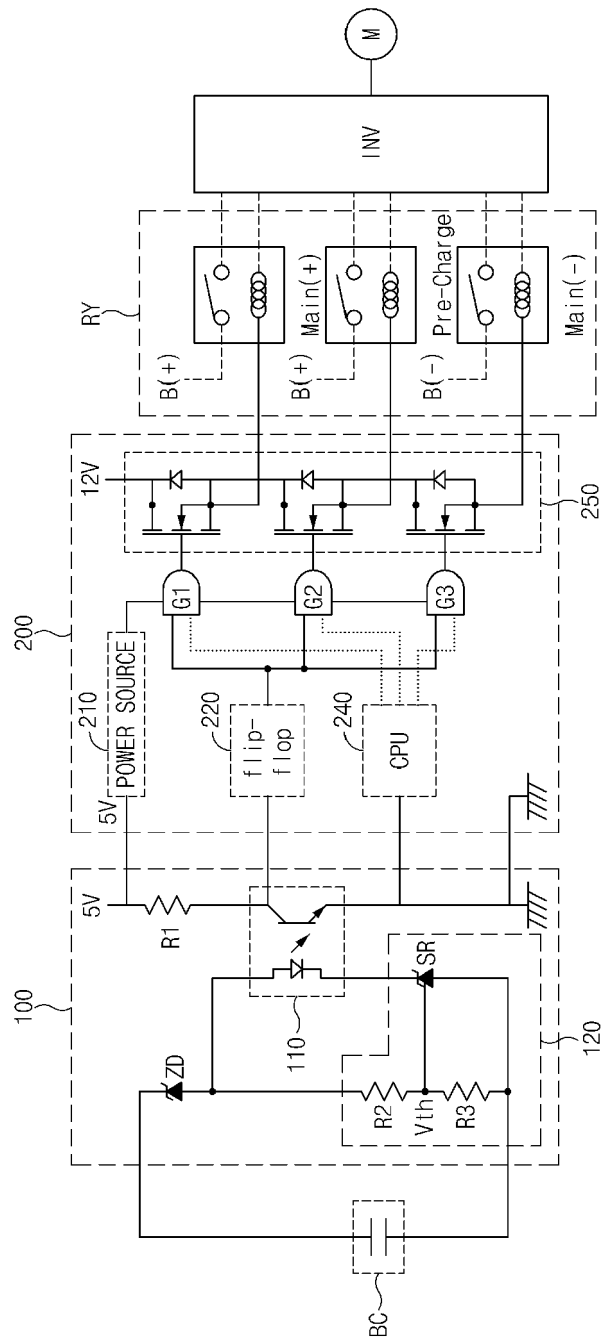 100
200
RY
ZD
5V
R1
110
R2
Vth
R3
SR
120
BC
5V
210
POWER SOURCE
220
flip-
flop
240
CPU
G1
G2
G3
12V
250
B(+)
Main(+)
B(+)
Pre-Charge
B(-)
Main(-)
INV
M